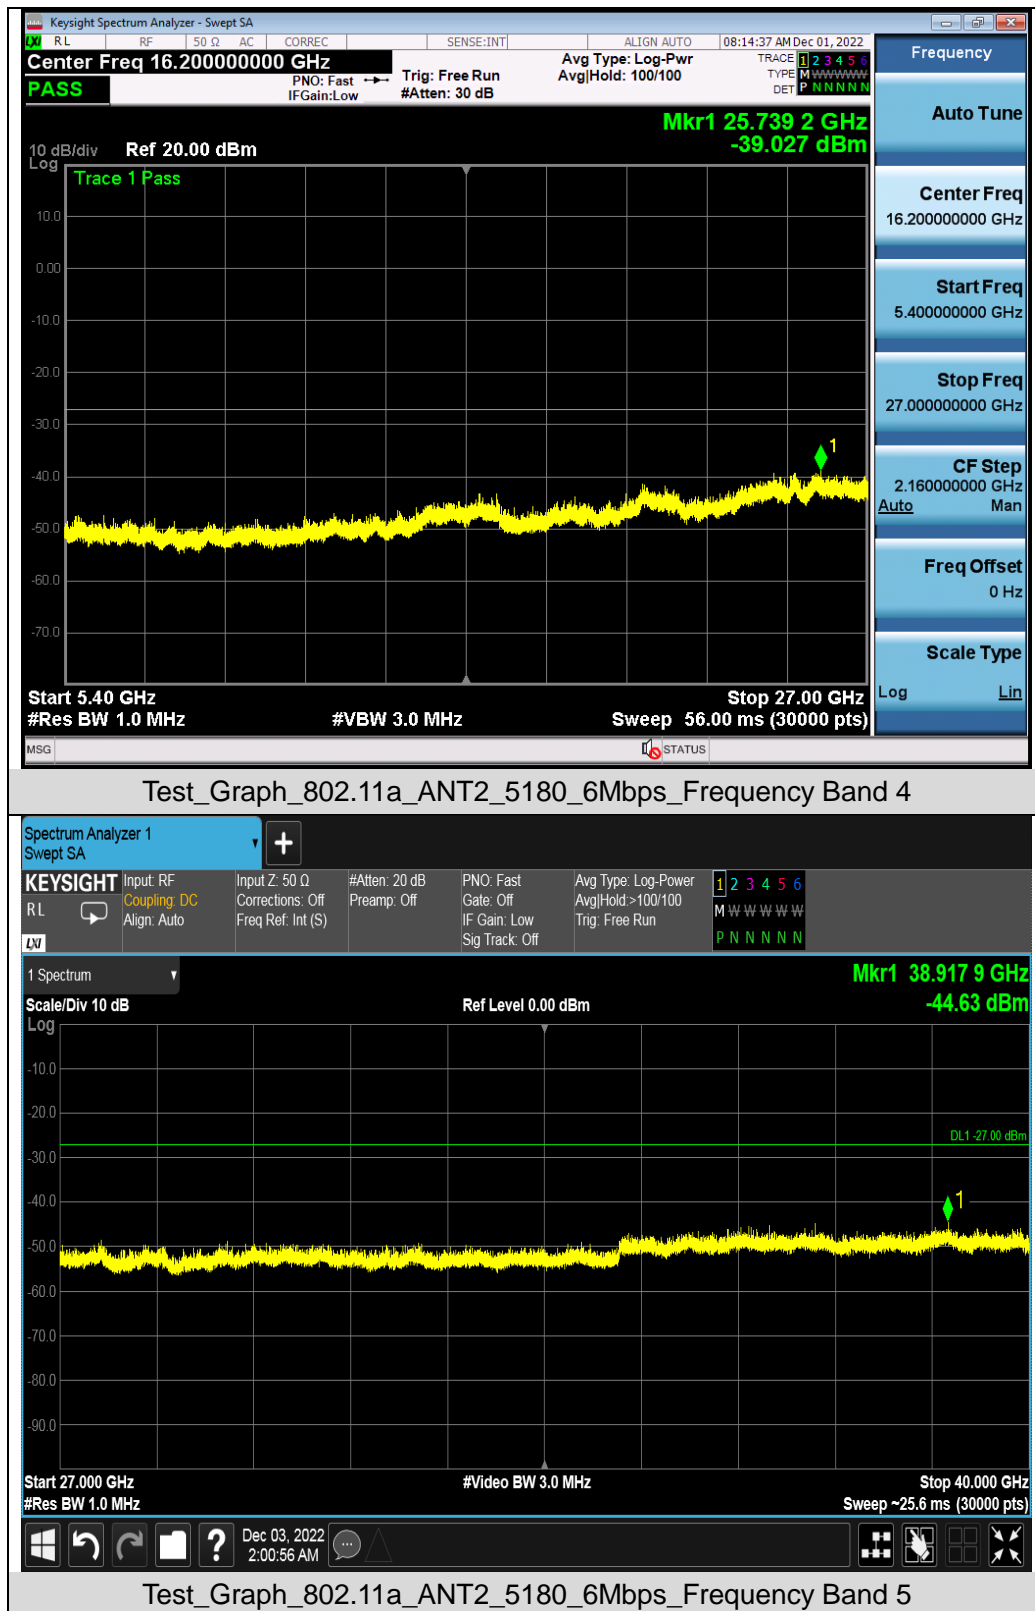 Keysight Spectrum Analyzer - Swept SA
LXI RL RF 50 Ω AC CORREC SENSE:INT ALIGN AUTO 08:14:37 AM Dec 01, 2022
Center Freq 16.200000000 GHz
Avg Type: Log-Pwr
TRACE 1 2 3 4 5 6
PASS
PNO: Fast
Trig: Free Run
Avg|Hold: 100/100
TYPE M WWWWW
IFGain:Low
#Atten: 30 dB
DET P N N N N N
Mkr1 25.739 2 GHz
-39.027 dBm
10 dB/div
Ref 20.00 dBm
Log
Trace 1 Pass
10.0
0.00
-10.0
-20.0
-30.0
1
-40.0
-50.0
-60.0
-70.0
Start 5.40 GHz
Stop 27.00 GHz
#Res BW 1.0 MHz
#VBW 3.0 MHz
Sweep 56.00 ms (30000 pts)
MSG
STATUS
Frequency
Auto Tune
Center Freq
16.200000000 GHz
Start Freq
5.400000000 GHz
Stop Freq
27.000000000 GHz
CF Step
2.160000000 GHz
Auto Man
Freq Offset
0 Hz
Scale Type
Log Lin
Test_Graph_802.11a_ANT2_5180_6Mbps_Frequency Band 4
Spectrum Analyzer 1
Swept SA
+
KEYSIGHT
RL
LXI
Input: RF
Coupling: DC
Align: Auto
Input Z: 50 Ω
Corrections: Off
Freq Ref: Int (S)
#Atten: 20 dB
Preamp: Off
PNO: Fast
Gate: Off
IF Gain: Low
Sig Track: Off
Avg Type: Log-Power
Avg|Hold:>100/100
Trig: Free Run
1 2 3 4 5 6
M W W W W W
P N N N N N
1 Spectrum
Mkr1 38.917 9 GHz
Scale/Div 10 dB
Ref Level 0.00 dBm
-44.63 dBm
Log
-10.0
-20.0
DL1 -27.00 dBm
-30.0
-40.0
1
-50.0
-60.0
-70.0
-80.0
-90.0
Start 27.000 GHz
#Video BW 3.0 MHz
Stop 40.000 GHz
#Res BW 1.0 MHz
Sweep ~25.6 ms (30000 pts)
?
Dec 03, 2022
2:00:56 AM
Test_Graph_802.11a_ANT2_5180_6Mbps_Frequency Band 5